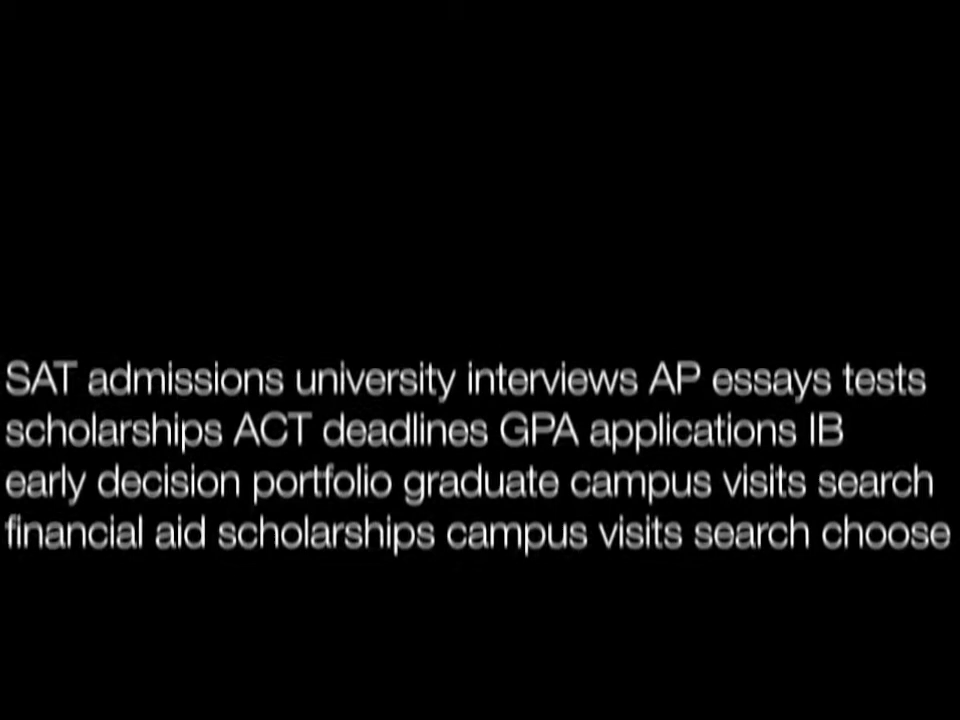 SAT admissions university interviews AP essays tests
scholarships ACT deadlines GPA applications IB
early decision portfolio graduate campus visits search
financial aid scholarships campus visits search choose